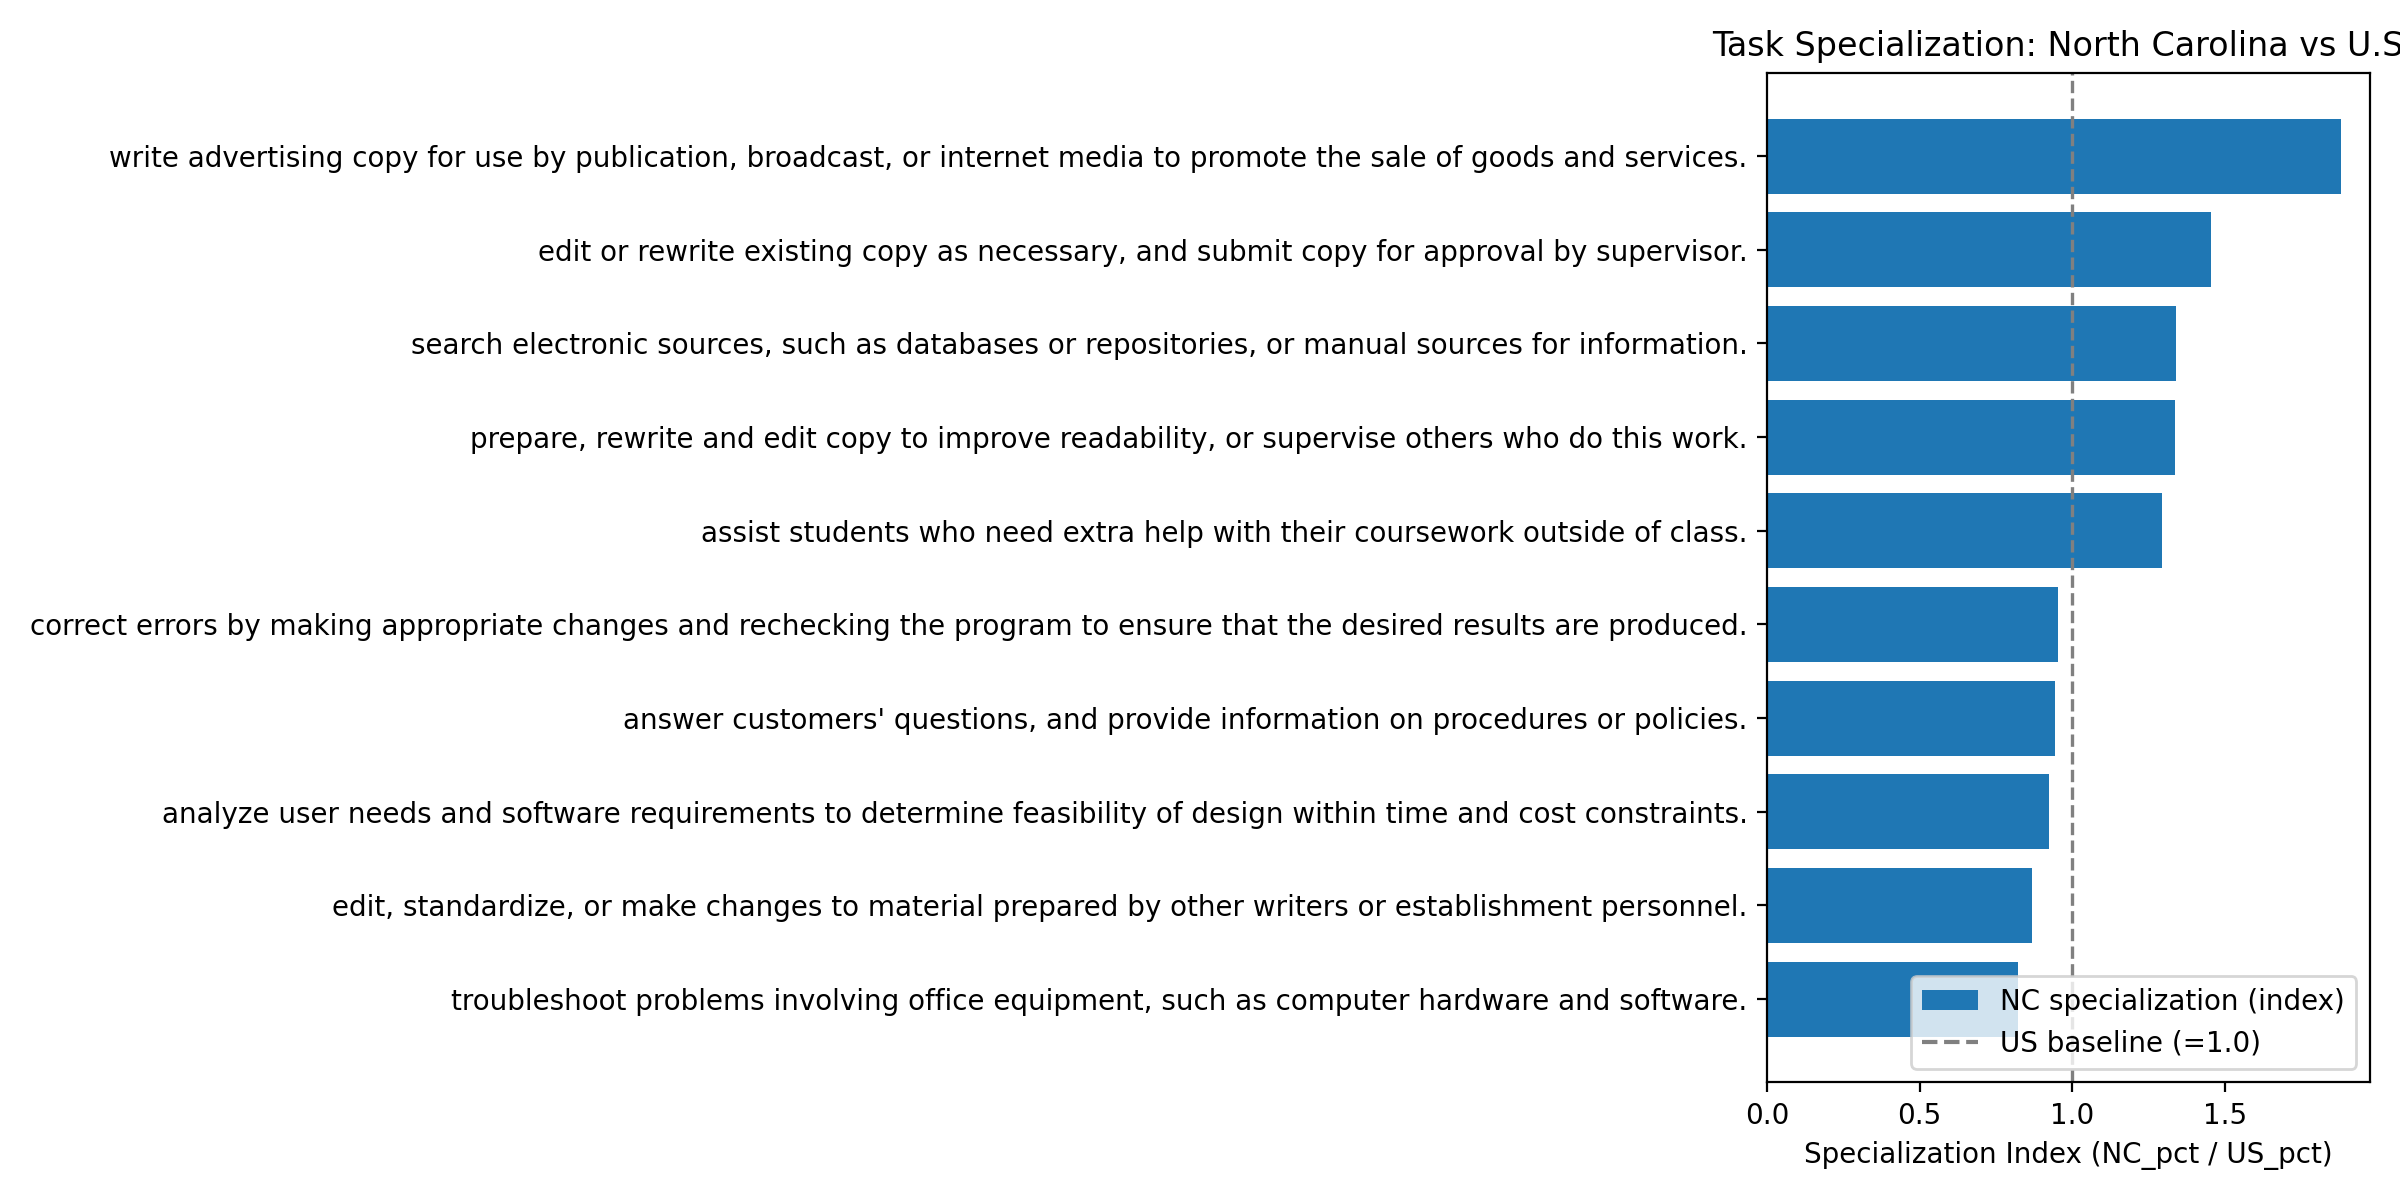 Task Specialization: North Carolina vs U.S
write advertising copy for use by publication, broadcast, or internet media to promote the sale of goods and services.
edit or rewrite existing copy as necessary, and submit copy for approval by supervisor.
search electronic sources, such as databases or repositories, or manual sources for information.
prepare, rewrite and edit copy to improve readability, or supervise others who do this work.
assist students who need extra help with their coursework outside of class.
correct errors by making appropriate changes and rechecking the program to ensure that the desired results are produced.
answer customers' questions, and provide information on procedures or policies.
analyze user needs and software requirements to determine feasibility of design within time and cost constraints.
edit, standardize, or make changes to material prepared by other writers or establishment personnel.
troubleshoot problems involving office equipment, such as computer hardware and software.
NC specialization (index)
US baseline (=1.0)
0.0 0.5 1.0 1.5
Specialization Index (NC_pct / US_pct)